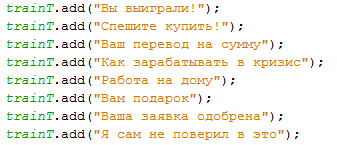 trainT.add("Вы выиграли!");
trainT.add("Спешите купить!");
trainT.add("Ваш перевод на сумму");
trainT.add("Как зарабатывать в кризис");
trainT.add("Работа на дому");
trainT.add("Вам подарок");
trainT.add("Ваша заявка одобрена");
trainT.add("Я сам не поверил в это");